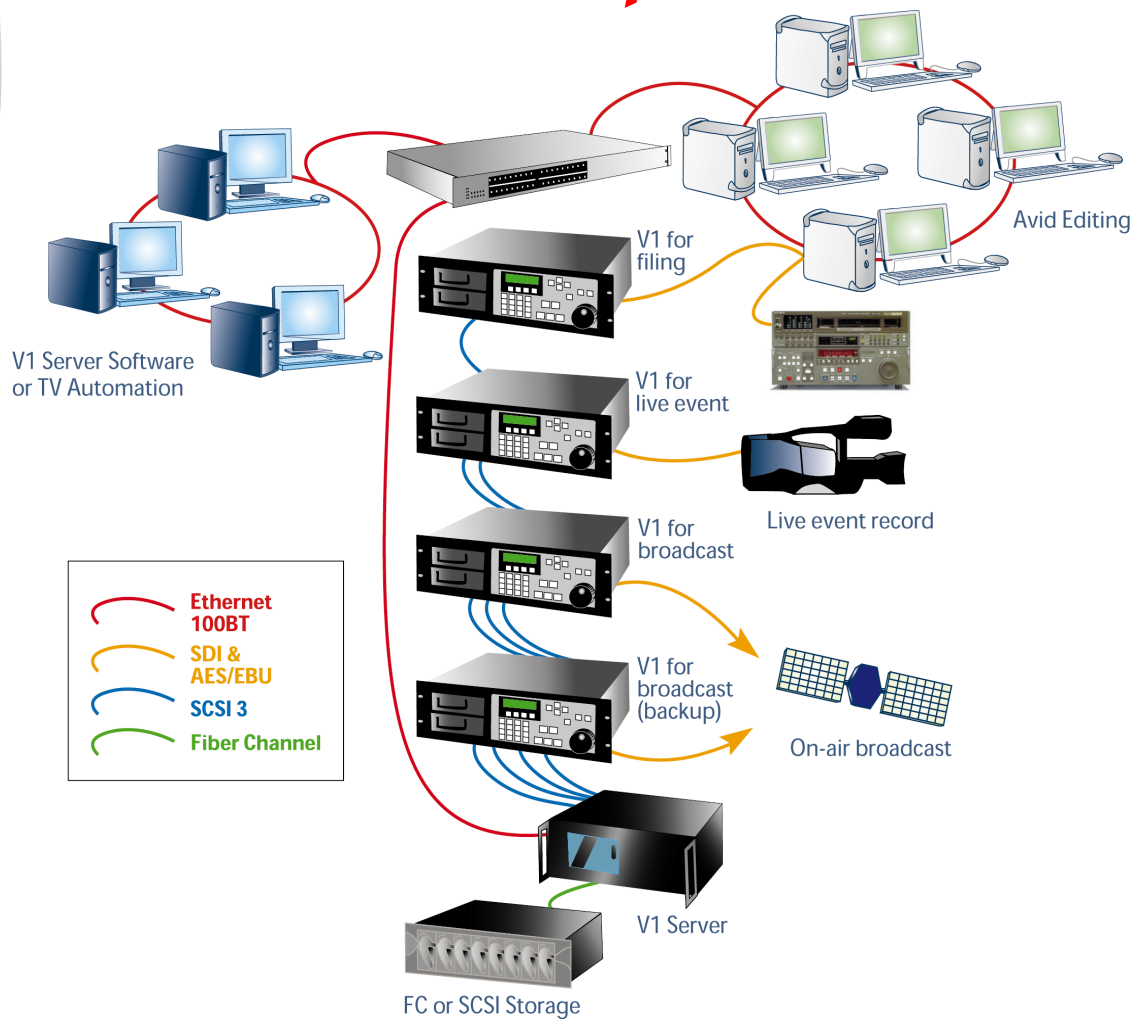 Avid Editing
V1 Server Software
or TV Automation
V1 for
filing
V1 for
live event
Live event record
V1 for
broadcast
V1 for
broadcast
(backup)
On-air broadcast
Ethernet
100BT
SDI &
AES/EBU
SCSI 3
Fiber Channel
V1 Server
FC or SCSI Storage